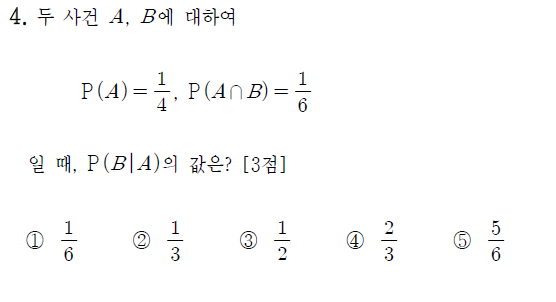 4. 두 사건 A, B에 대하여
P(A) = 1/4, P(A∩B) = 1/6
일 때, P(B|A)의 값은? [3점]
① 1/6 ② 1/3 ③ 1/2 ④ 2/3 ⑤ 5/6